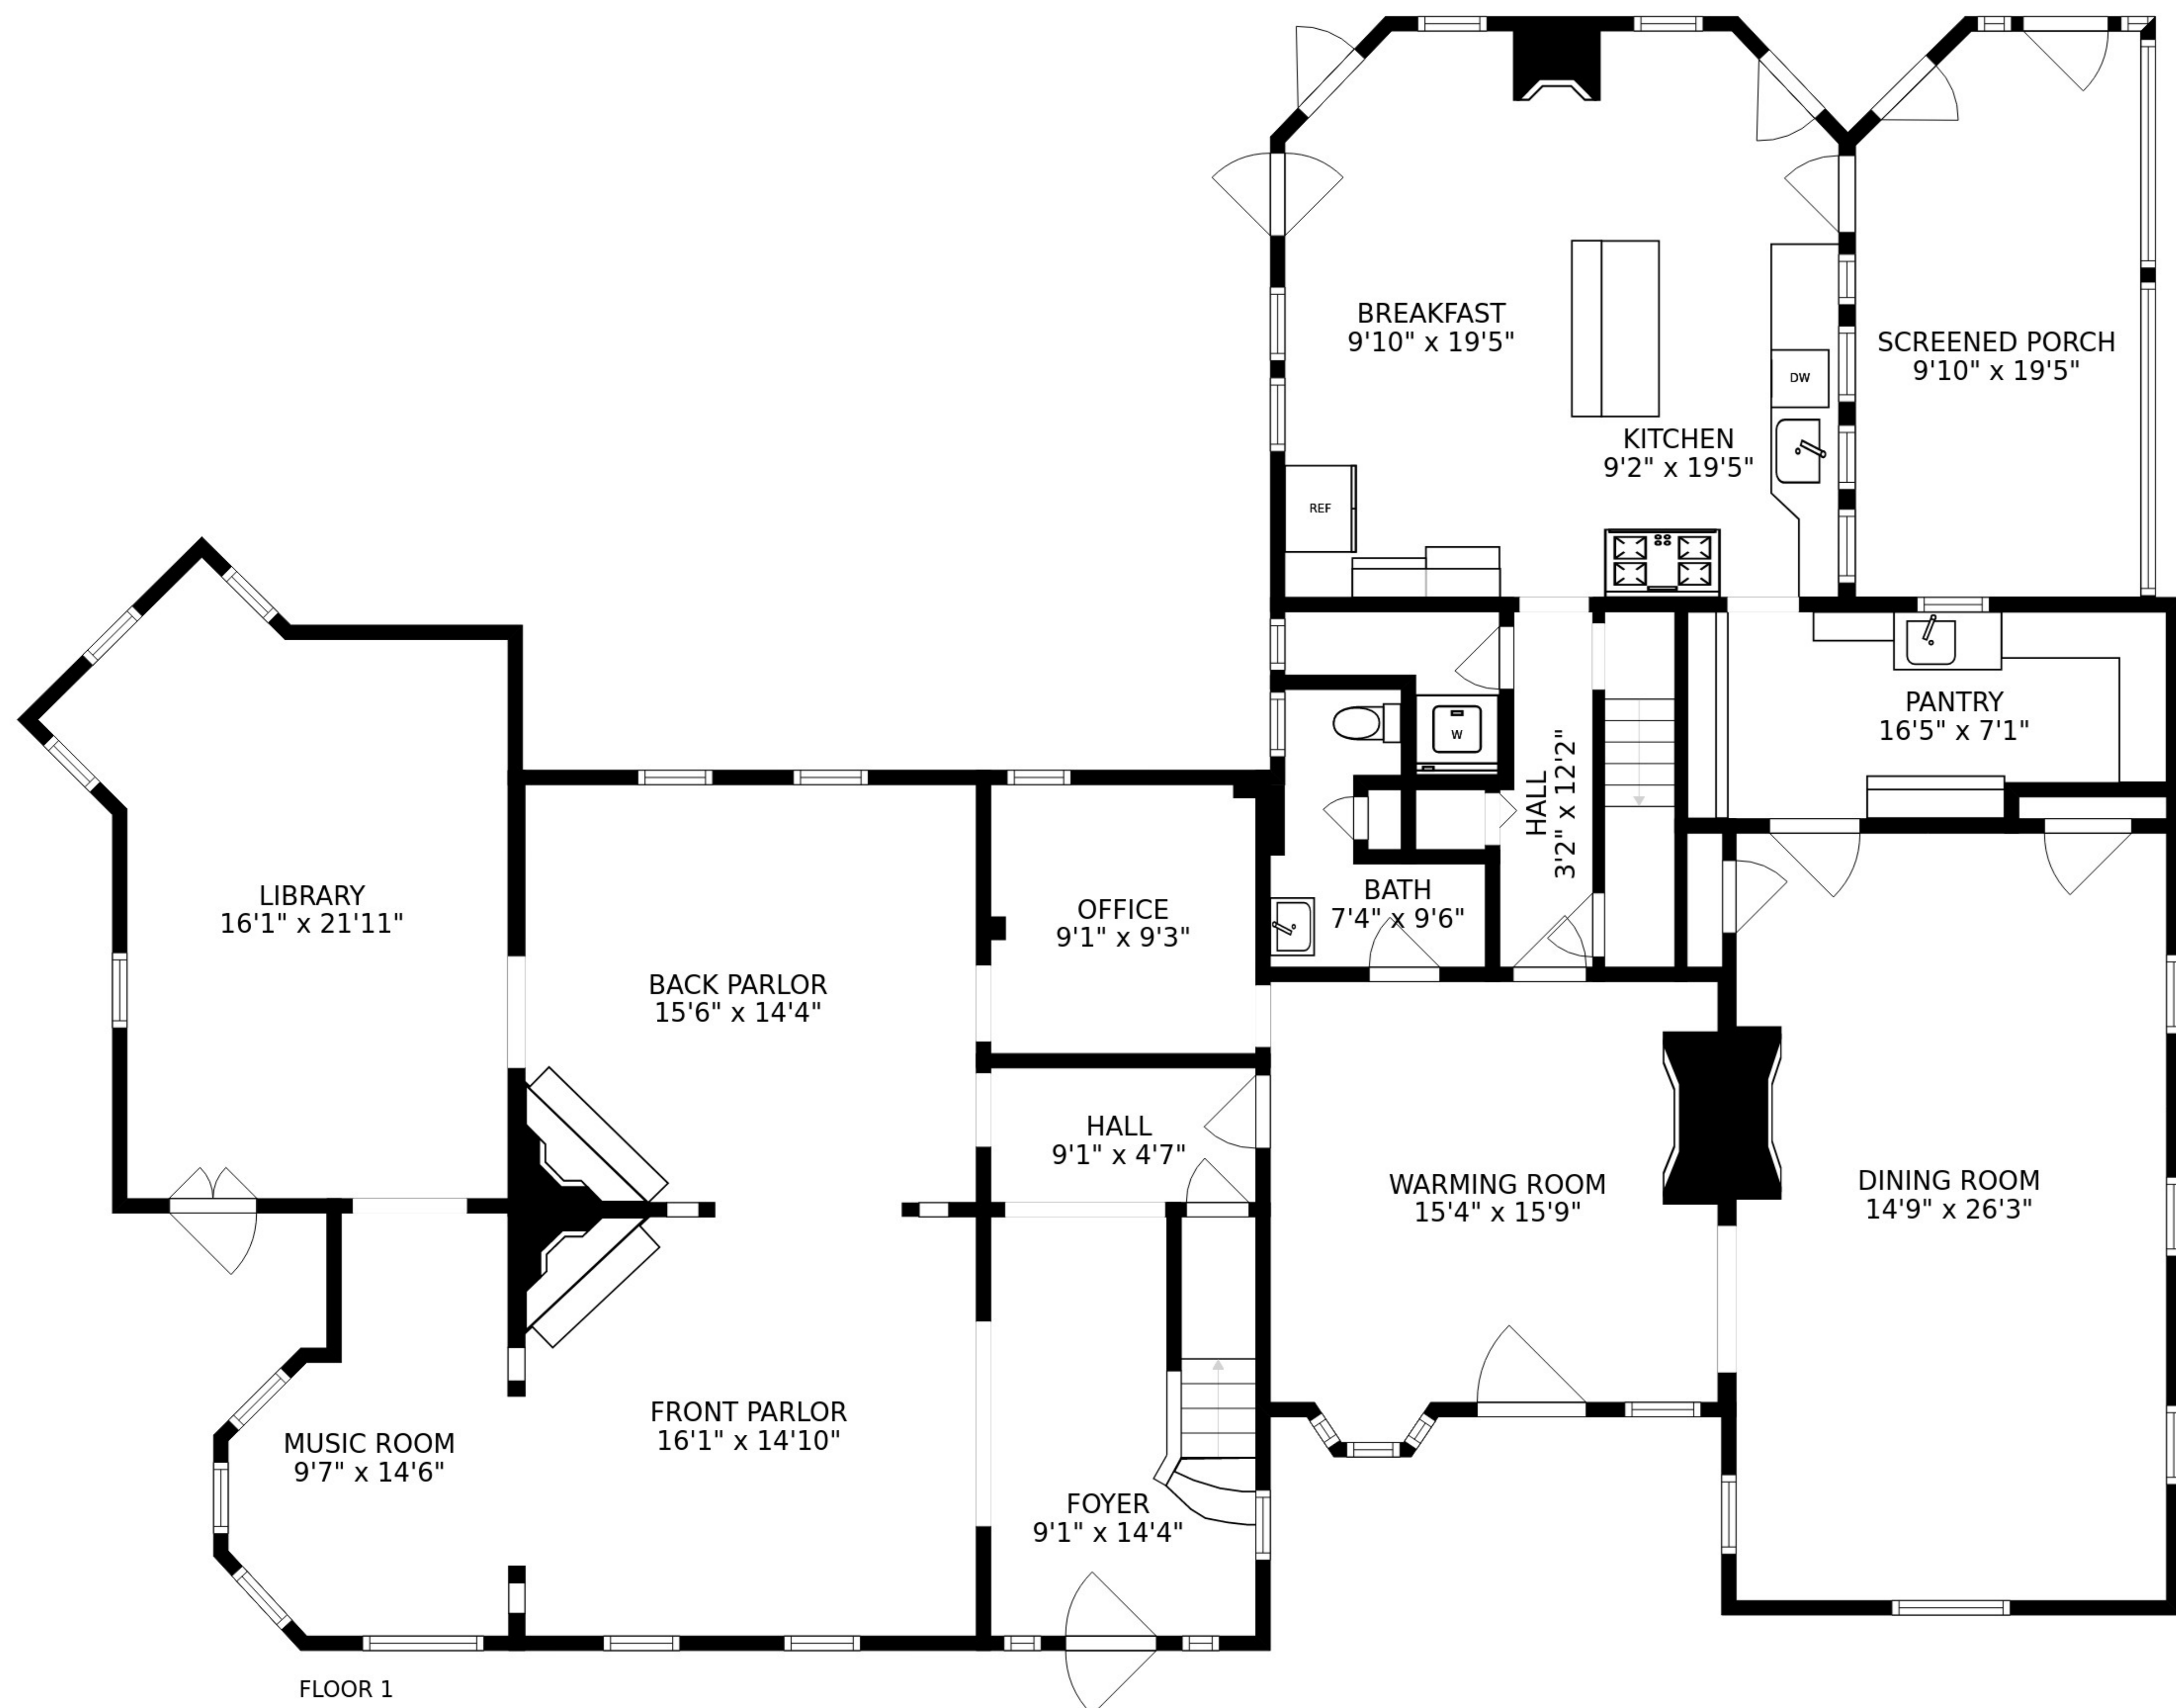 BREAKFAST
9'10" x 19'5"
SCREENED PORCH
9'10" x 19'5"
DW
KITCHEN
9'2" x 19'5"
REF
PANTRY
16'5" x 7'1"
W
HALL
3'2" x 12'2"
LIBRARY
16'1" x 21'11"
OFFICE
9'1" x 9'3"
BATH
7'4" x 9'6"
BACK PARLOR
15'6" x 14'4"
HALL
9'1" x 4'7"
WARMING ROOM
15'4" x 15'9"
DINING ROOM
14'9" x 26'3"
FRONT PARLOR
16'1" x 14'10"
MUSIC ROOM
9'7" x 14'6"
FOYER
9'1" x 14'4"
FLOOR 1